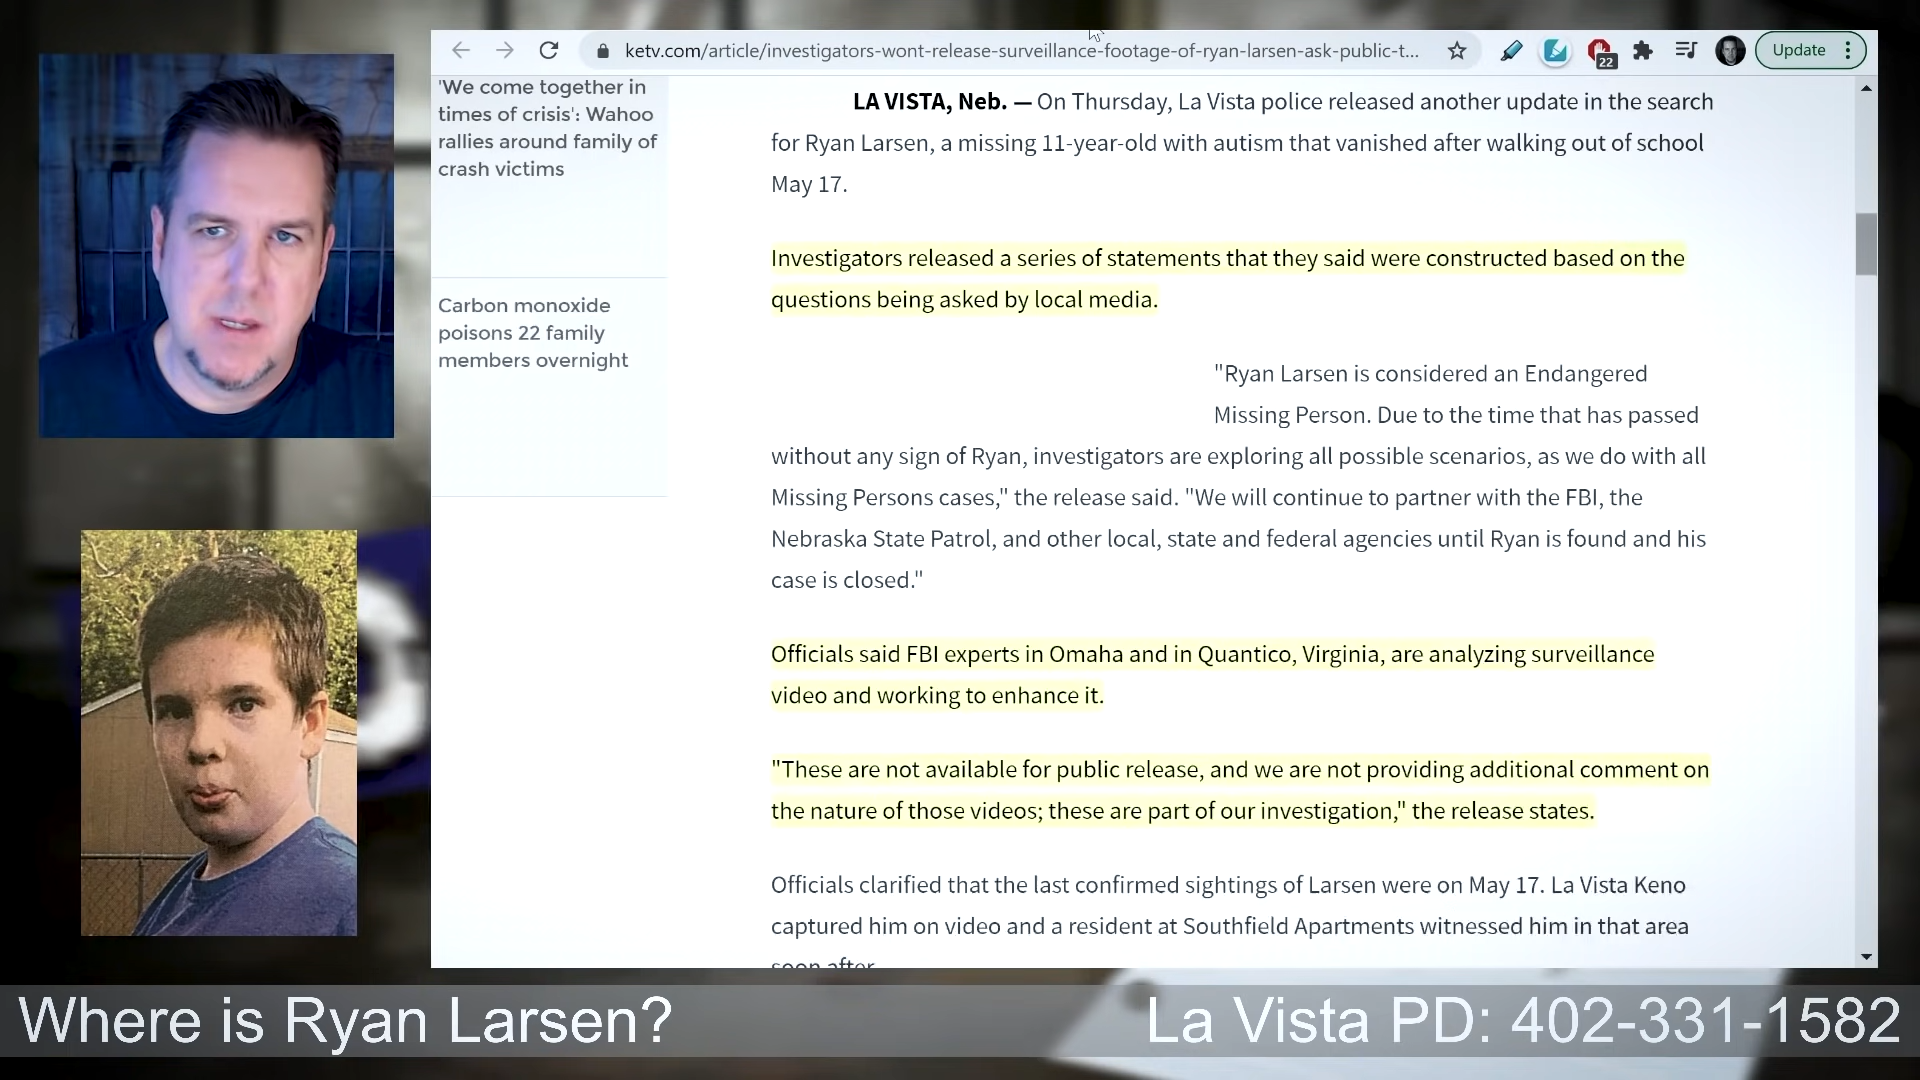 ketv.com/article/investigators-wont-release-surveillance-footage-of-ryan-larsen-ask-public-t...
22
Update
'We come together in
times of crisis': Wahoo
rallies around family of
crash victims
Carbon monoxide
poisons 22 family
members overnight
LA VISTA, Neb. — On Thursday, La Vista police released another update in the search
for Ryan Larsen, a missing 11-year-old with autism that vanished after walking out of school
May 17.
Investigators released a series of statements that they said were constructed based on the
questions being asked by local media.
"Ryan Larsen is considered an Endangered
Missing Person. Due to the time that has passed
without any sign of Ryan, investigators are exploring all possible scenarios, as we do with all
Missing Persons cases," the release said. "We will continue to partner with the FBI, the
Nebraska State Patrol, and other local, state and federal agencies until Ryan is found and his
case is closed."
Officials said FBI experts in Omaha and in Quantico, Virginia, are analyzing surveillance
video and working to enhance it.
"These are not available for public release, and we are not providing additional comment on
the nature of those videos; these are part of our investigation," the release states.
Officials clarified that the last confirmed sightings of Larsen were on May 17. La Vista Keno
captured him on video and a resident at Southfield Apartments witnessed him in that area
soon after.
Where is Ryan Larsen?
La Vista PD: 402-331-1582